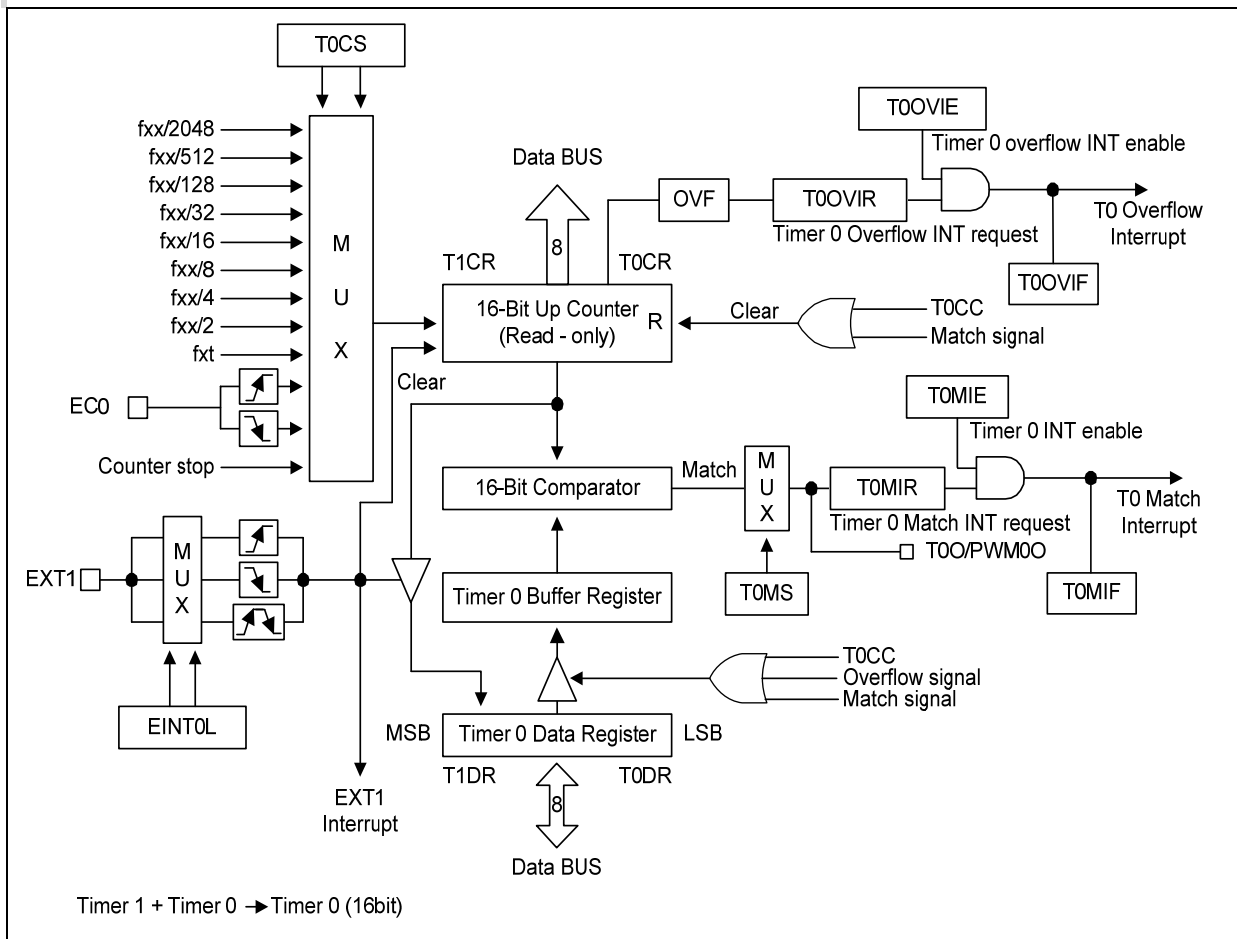 T0CS
fxx/2048
fxx/512
fxx/128
fxx/32
fxx/16
fxx/8
fxx/4
fxx/2
fxt
EC0
Counter stop
M
U
X
Data BUS
8
T1CR
T0CR
16-Bit Up Counter
(Read - only)
R
Clear
OVF
T0OVIR
Timer 0 Overflow INT request
T0OVIE
Timer 0 overflow INT enable
T0 Overflow
Interrupt
T0OVIF
Clear
T0CC
Match signal
16-Bit Comparator
Match
M
U
X
T0MS
T0MIR
Timer 0 Match INT request
T0O/PWM0O
T0MIE
Timer 0 INT enable
T0 Match
Interrupt
T0MIF
EXT1
M
U
X
EINT0L
EXT1
Interrupt
Timer 0 Buffer Register
T0CC
Overflow signal
Match signal
MSB
Timer 0 Data Register
LSB
T1DR
T0DR
8
Data BUS
Timer 1 + Timer 0 → Timer 0 (16bit)